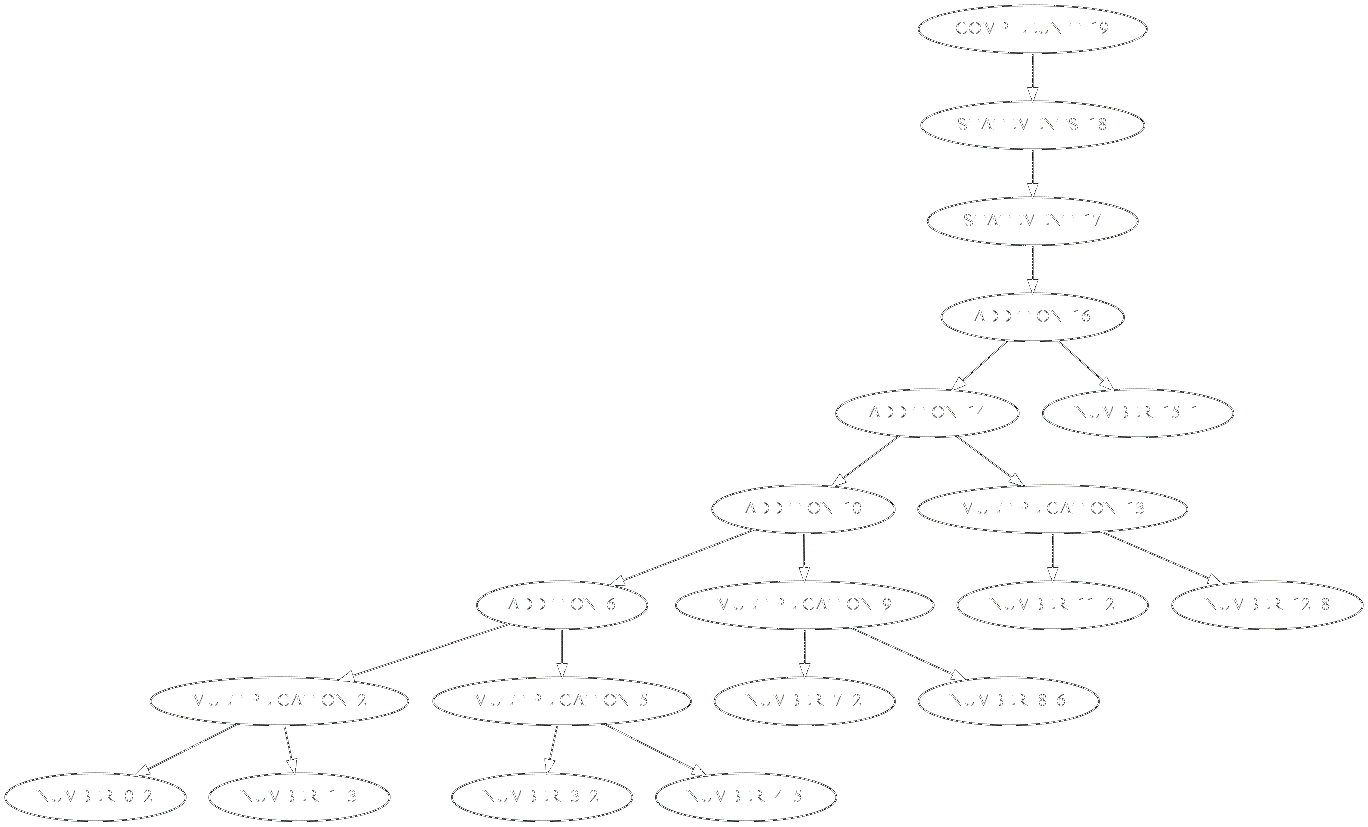 COMPILUNIT 19
STATEMENTS 18
STATEMENT 17
ADDITION 16
ADDITION 14
NUMBER 15 1
ADDITION 10
MULTIPLICATION 13
ADDITION 6
MULTIPLICATION 9
NUMBER 11 2
NUMBER 12 8
MULTIPLICATION 2
MULTIPLICATION 5
NUMBER 7 2
NUMBER 8 6
NUMBER 0 2
NUMBER 1 3
NUMBER 3 2
NUMBER 4 5